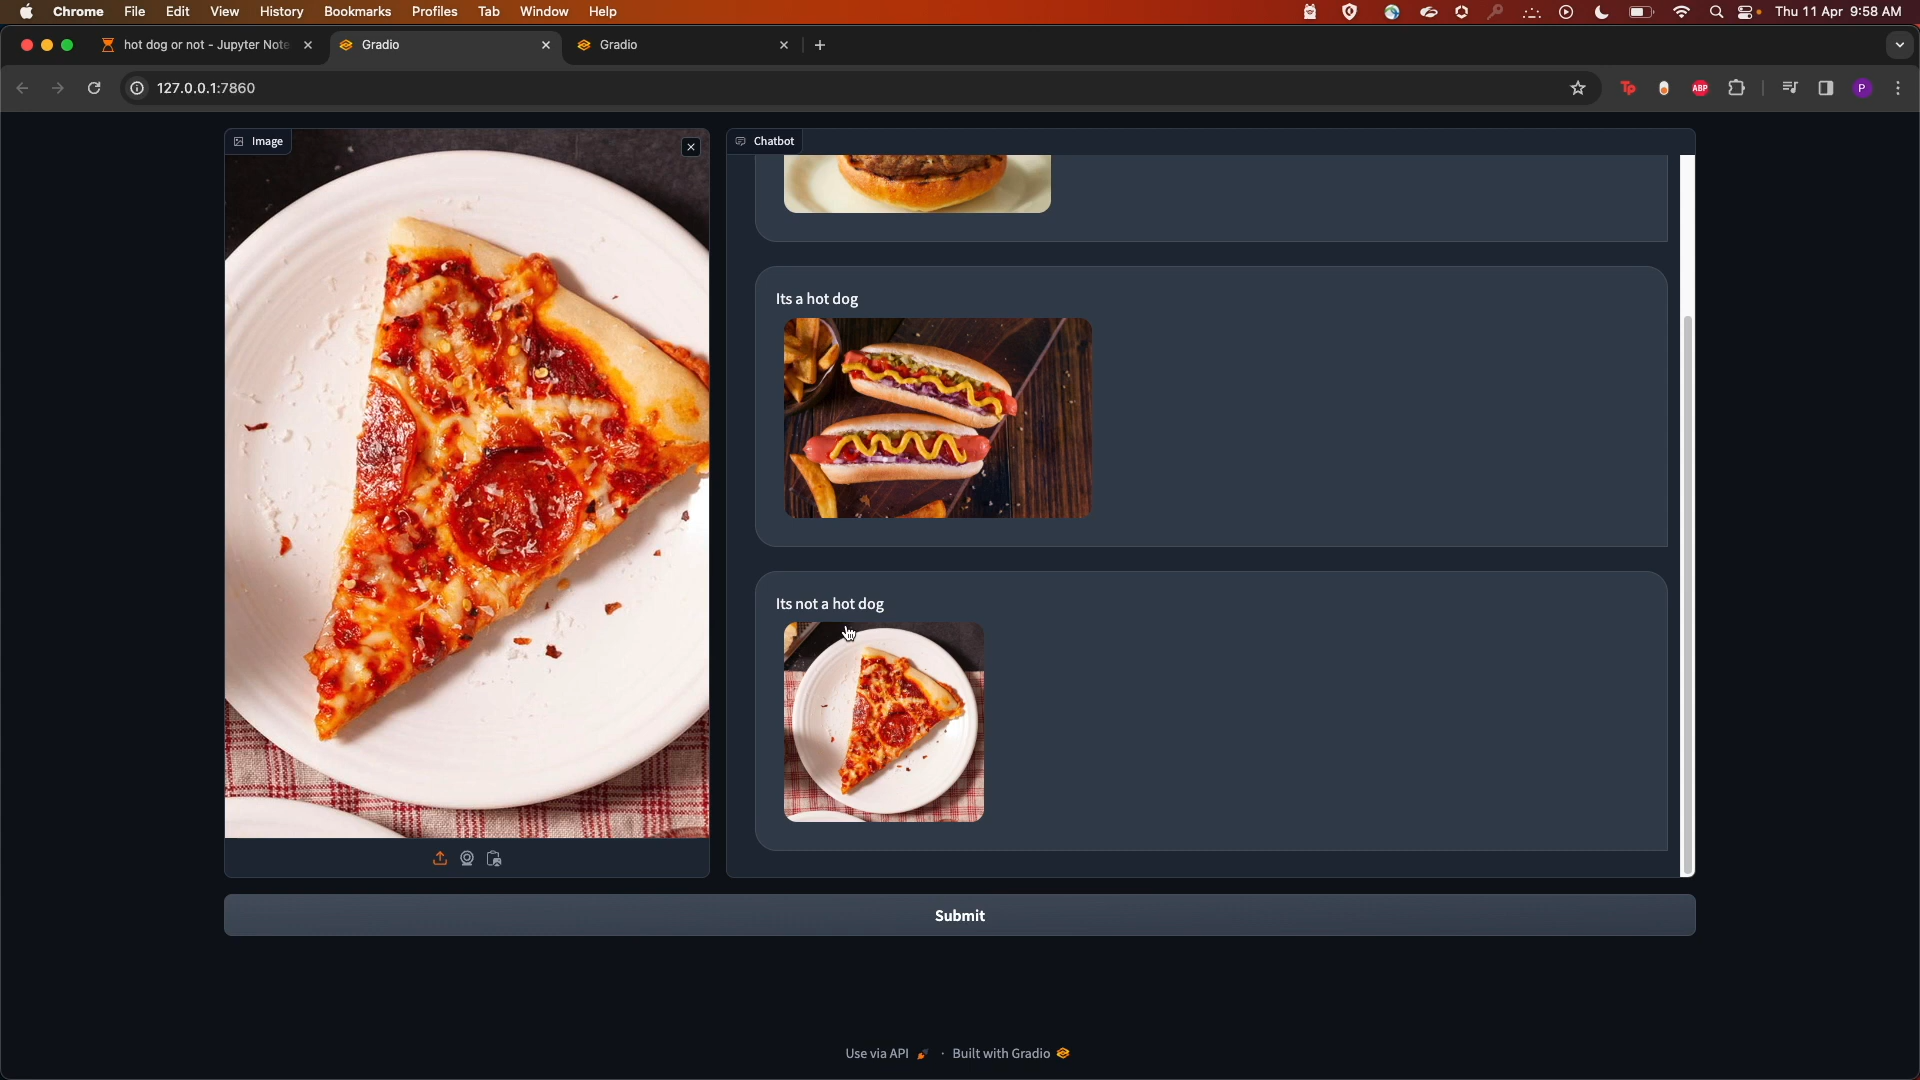 Chrome File Edit View History Bookmarks Profiles Tab Window Help Thu 11 Apr 9:58 AM
hot dog or not - Jupyter Note Gradio Gradio
127.0.0.1:7860 Tp ABP P
Image
Chatbot
Its a hot dog
Its not a hot dog
Submit
Use via API · Built with Gradio